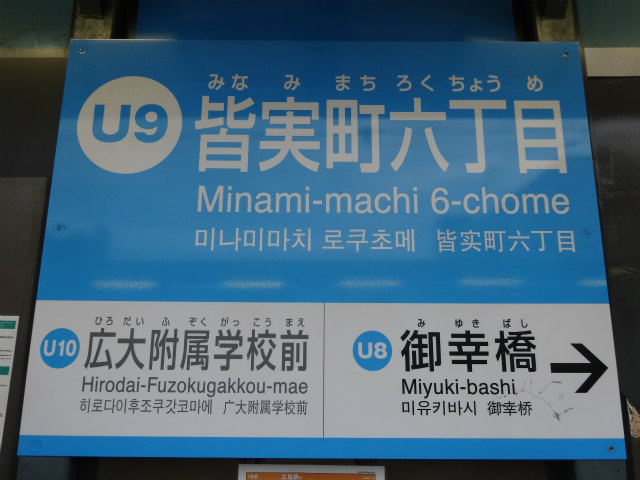 みなみまちろくちょうめ
U9 皆実町六丁目
Minami-machi 6-chome
미나미마치 로쿠초메 皆实町六丁目
ひろだいふぞくがっこうまえ
U10 広大附属学校前
Hirodai-Fuzokugakkou-mae
히로다이후조쿠갓코마에 广大附属学校前
みゆきばし
U8 御幸橋
Miyuki-bashi
미유키바시 御幸桥